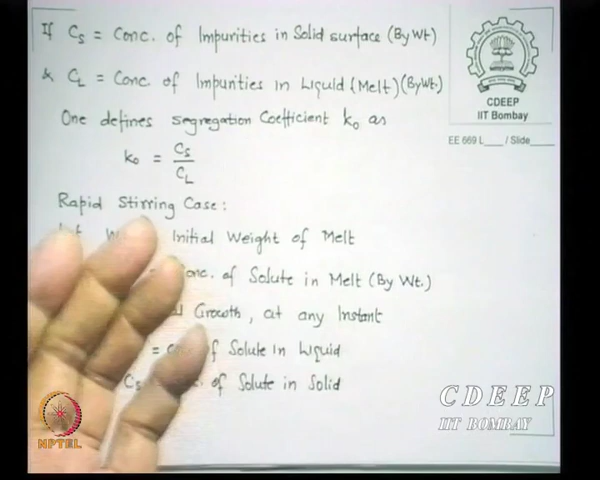 If Cs = Conc. of Impurities in Solid surface (By Wt)
& CL = Conc. of Impurities in Liquid {Melt} (By Wt.)
One defines segregation Coefficient k0 as
k0 = Cs / CL
Rapid Stirring Case:
Initial Weight of Melt
Conc. of Solute in Melt (By Wt.)
Growth, at any Instant
= of Solute in Liquid
Cs of Solute in Solid
CDEEP
IIT Bombay
EE 669 L___ / Slide___
NPTEL
CDEEP
IIT BOMBAY